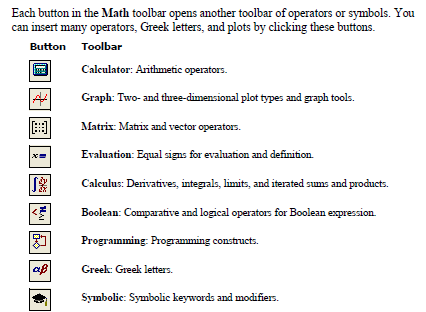 Each button in the Math toolbar opens another toolbar of operators or symbols. You
can insert many operators, Greek letters, and plots by clicking these buttons.
Button Toolbar
Calculator: Arithmetic operators.
Graph: Two- and three-dimensional plot types and graph tools.
Matrix: Matrix and vector operators.
x= Evaluation: Equal signs for evaluation and definition.
∫ dy/dx Calculus: Derivatives, integrals, limits, and iterated sums and products.
Boolean: Comparative and logical operators for Boolean expression.
Programming: Programming constructs.
αβ Greek: Greek letters.
Symbolic: Symbolic keywords and modifiers.